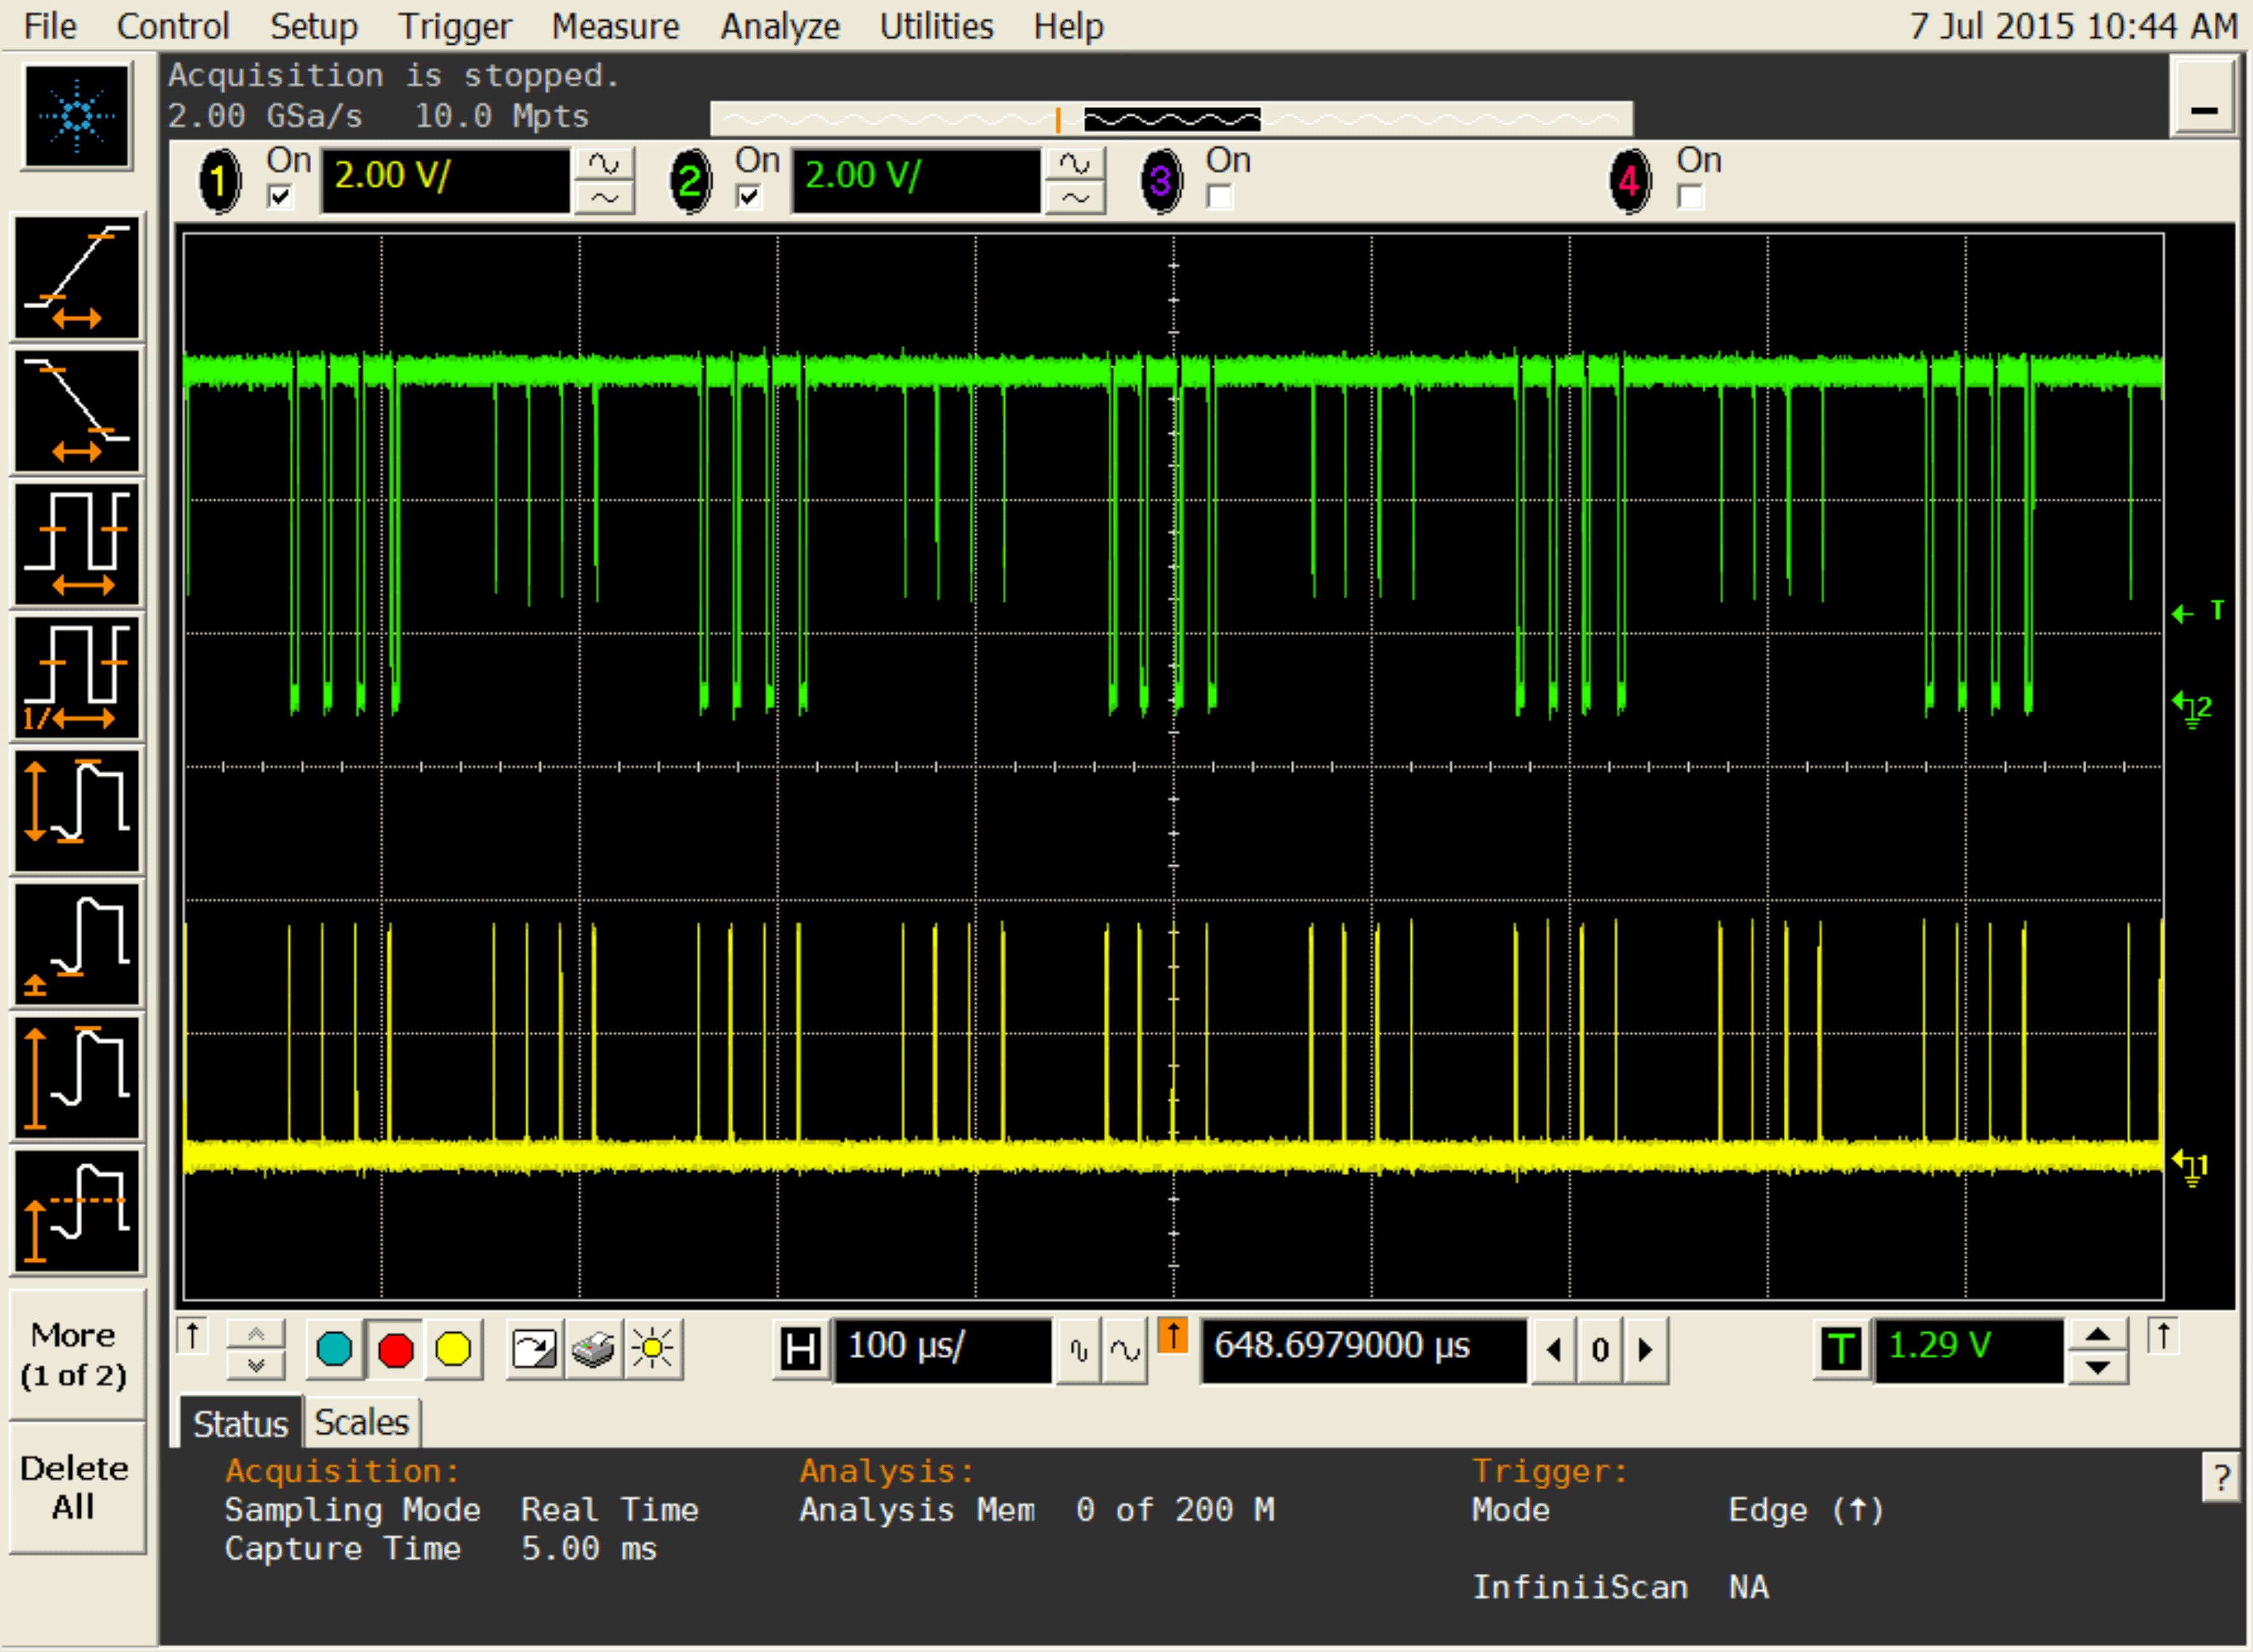 File Control Setup Trigger Measure Analyze Utilities Help 7 Jul 2015 10:44 AM
Acquisition is stopped.
2.00 GSa/s 10.0 Mpts
1 On 2.00 V/ 2 On 2.00 V/ 3 On 4 On
T
2
1/
1
More
(1 of 2)
H 100 µs/ 648.6979000 µs 0 T 1.29 V
Status Scales
Delete
All
Acquisition: Analysis: Trigger:
Sampling Mode Real Time Analysis Mem 0 of 200 M Mode Edge (↑)
Capture Time 5.00 ms
InfiniiScan NA
?